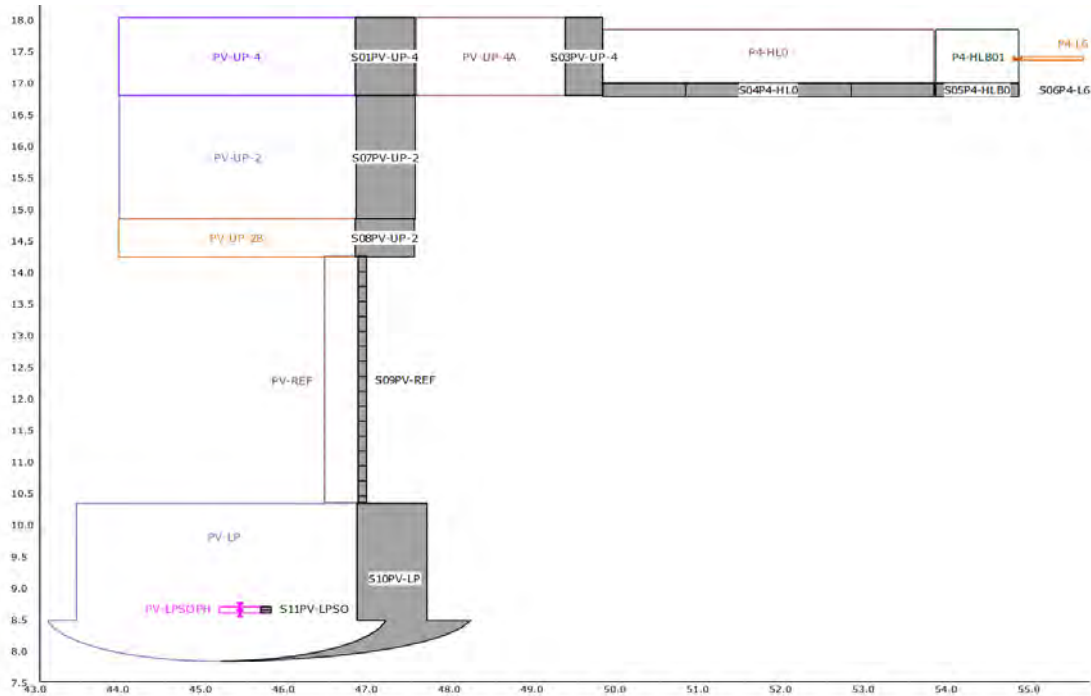 18.0
PV-UP-4
S01PV-UP-4
PV-UP-4A
S03PV-UP-4
P4-HL0
P4-HLB01
P4-LG
17.5
17.0
S04P4-HL0
S05P4-HLB0
S06P4-LG
16.5
16.0
PV-UP-2
S07PV-UP-2
15.5
15.0
14.5
PV-UP-2B
S08PV-UP-2
14.0
13.5
13.0
12.5
PV-REF
S09PV-REF
12.0
11.5
11.0
10.5
10.0
PV-LP
9.5
S10PV-LP
9.0
PV-LPSOPH
S11PV-LPSO
8.5
8.0
7.5
43.0 44.0 45.0 46.0 47.0 48.0 49.0 50.0 51.0 52.0 53.0 54.0 55.0